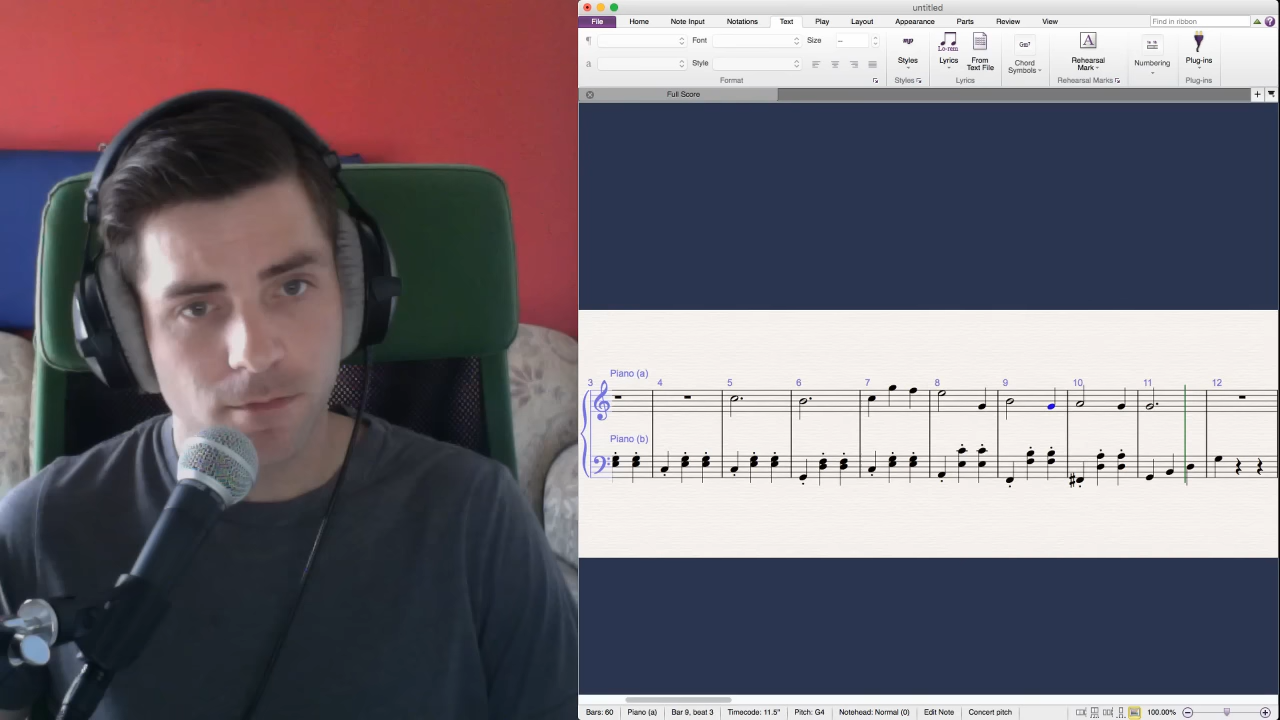 untitled
File Home Note Input Notations Text Play Layout Appearance Parts Review View Find in ribbon
Font Size –
Styles Lyrics From Text File Chord Symbols Rehearsal Mark Numbering Plug-ins
a Style
Format Styles Lyrics Rehearsal Marks Plug-ins
Full Score
Piano (a)
3 4 5 6 7 8 9 10 11 12
Piano (b)
Bars: 60 Piano (a) Bar 9, beat 3 Timecode: 11.5" Pitch: G4 Notehead: Normal (0) Edit Note Concert pitch 100.00%